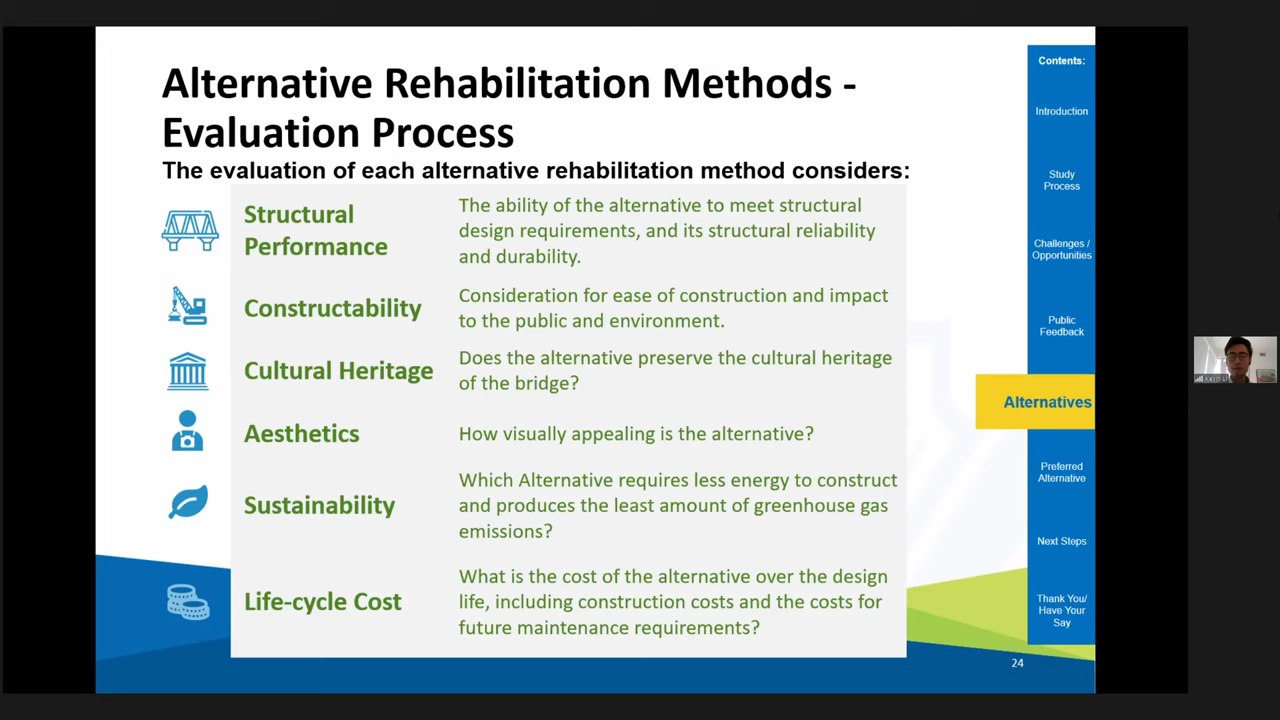 Alternative Rehabilitation Methods -
Evaluation Process
The evaluation of each alternative rehabilitation method considers:
Structural
Performance
The ability of the alternative to meet structural
design requirements, and its structural reliability
and durability.
Constructability
Consideration for ease of construction and impact
to the public and environment.
Cultural Heritage
Does the alternative preserve the cultural heritage
of the bridge?
Aesthetics
How visually appealing is the alternative?
Sustainability
Which Alternative requires less energy to construct
and produces the least amount of greenhouse gas
emissions?
Life-cycle Cost
What is the cost of the alternative over the design
life, including construction costs and the costs for
future maintenance requirements?
24
Contents:
Introduction
Study
Process
Challenges /
Opportunities
Public
Feedback
Alternatives
Preferred
Alternative
Next Steps
Thank You/
Have Your
Say